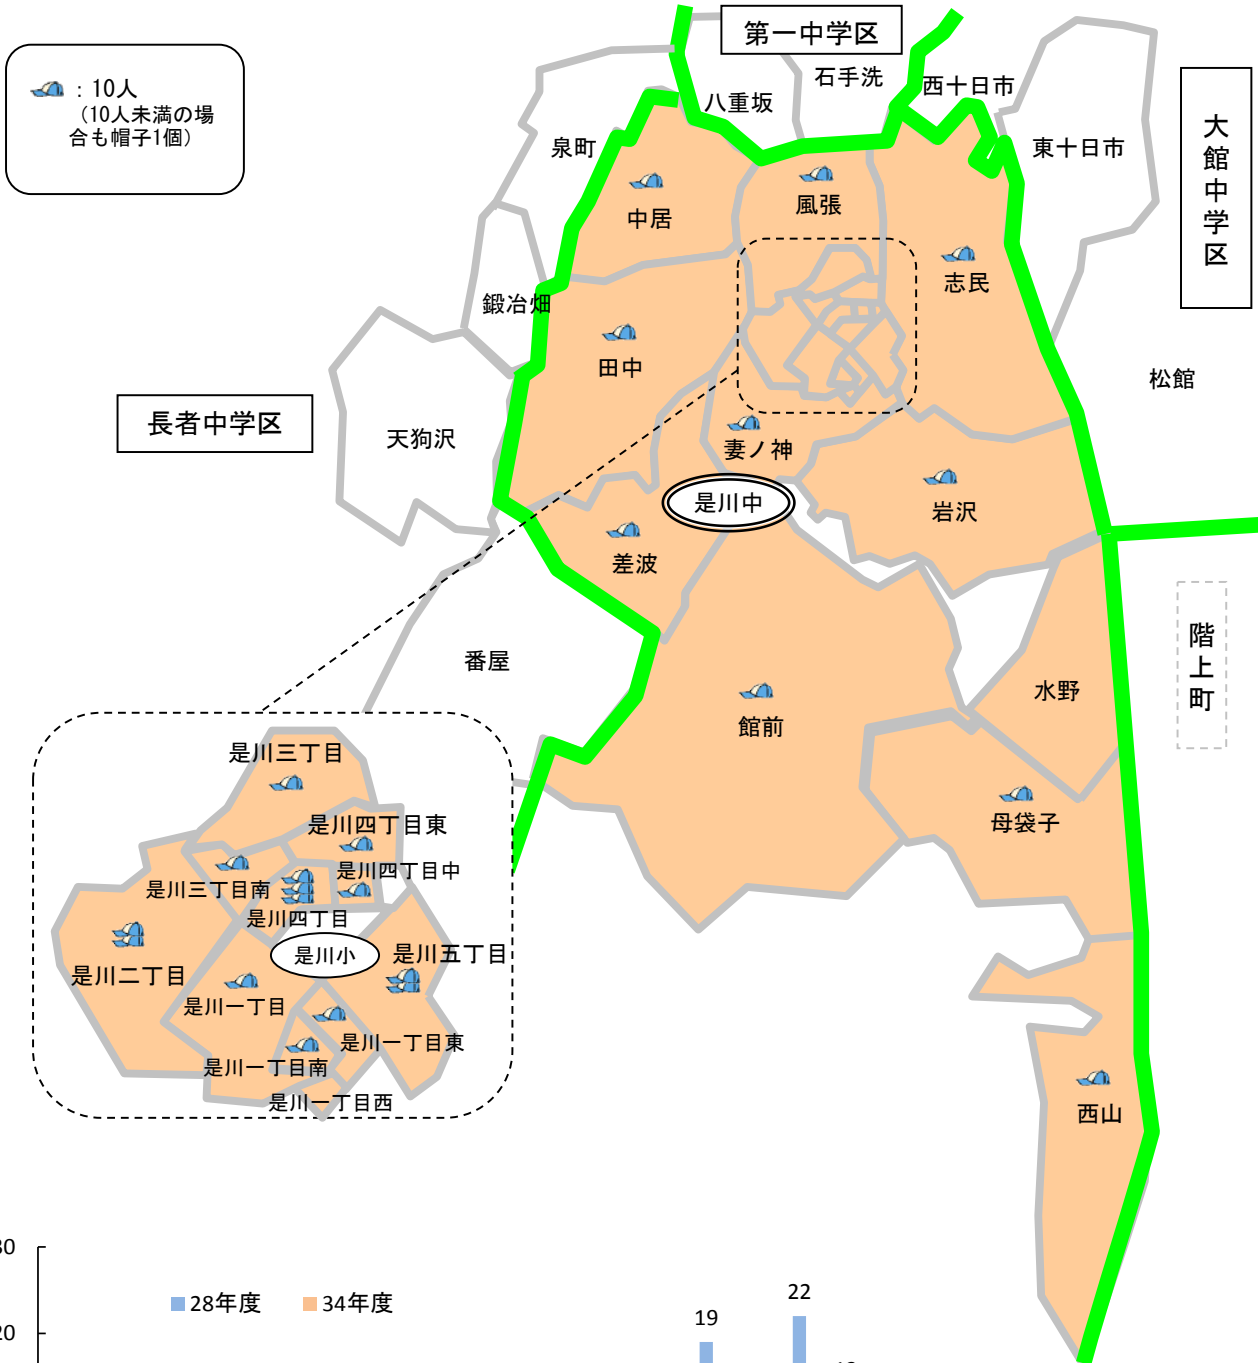 第一中学区
：10人
（10人未満の場
合も帽子1個）
石手洗
西十日市
八重坂
大館中学区
泉町
東十日市
風張
中居
志民
鍛冶畑
田中
松館
長者中学区
天狗沢
妻ノ神
是川中
岩沢
差波
階上町
番屋
水野
館前
是川三丁目
是川四丁目東
母袋子
是川四丁目中
是川三丁目南
是川四丁目
是川小
是川五丁目
是川二丁目
是川一丁目
是川一丁目東
是川一丁目南
是川一丁目西
西山
30
28年度
34年度
22
19
20